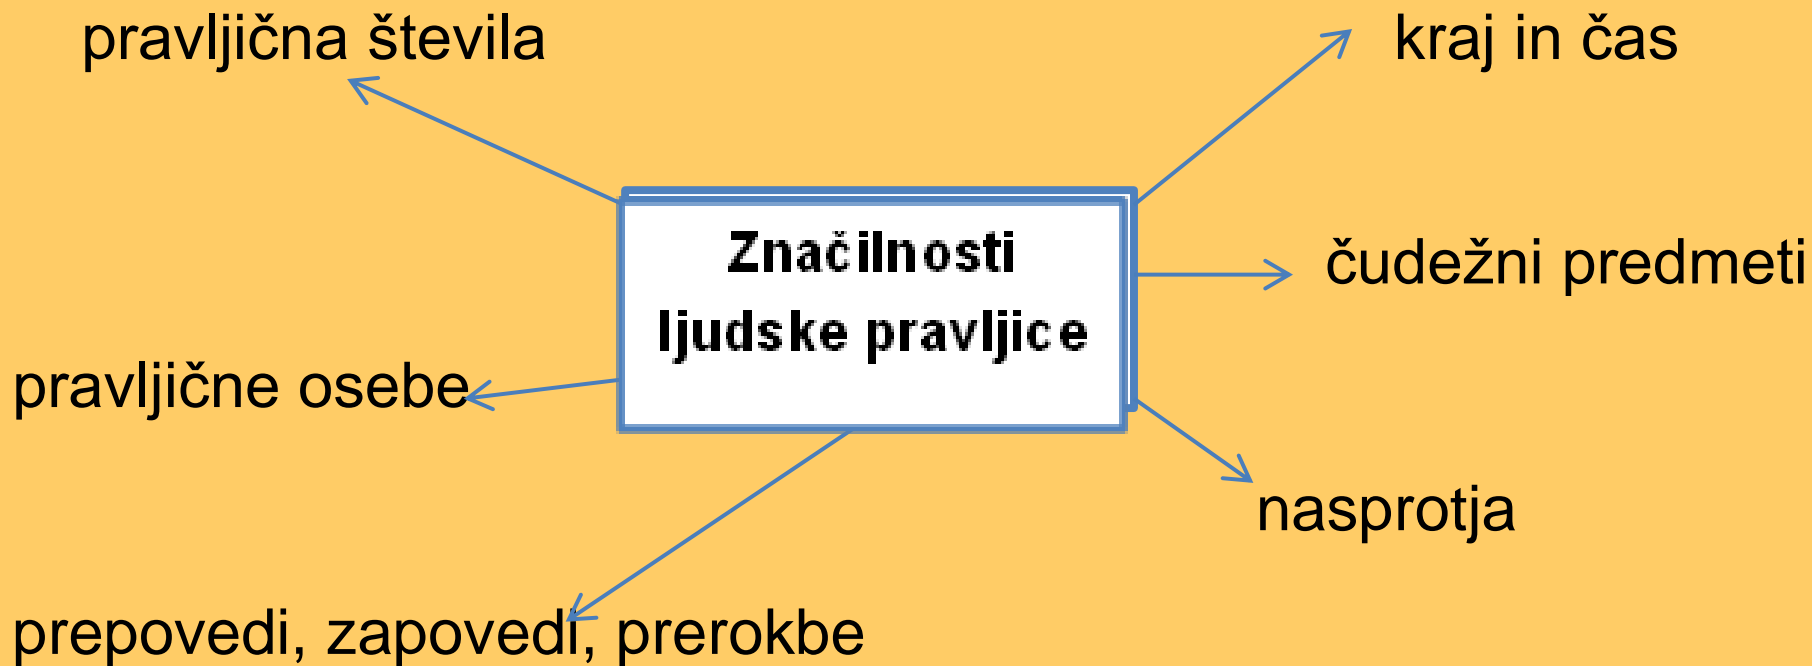 pravljična števila
kraj in čas
Značilnosti
ljudske pravljice
čudežni predmeti
pravljične osebe
nasprotja
prepovedi, zapovedi, prerokbe